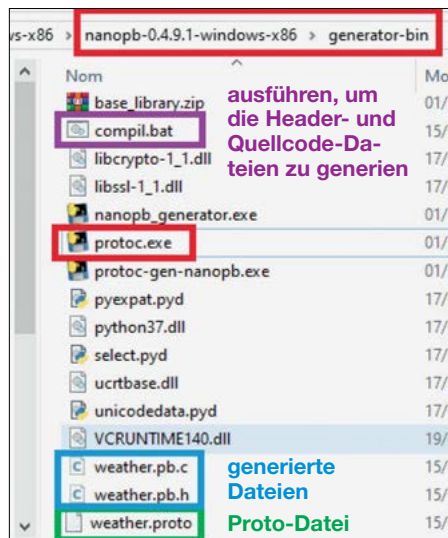 vs-x86 > nanopb-0.4.9.1-windows-x86 > generator-bin
Nom Mo
base_library.zip 01/
compil.bat 15/
libcrypto-1_1.dll 17/
libssl-1_1.dll 17/
nanopb_generator.exe 01/
protoc.exe 01/
protoc-gen-nanopb.exe 01/
pyexpat.pyd 17/
python37.dll 17/
select.pyd 17/
ucrtbase.dll 17/
unicodedata.pyd 17/
VCRUNTIME140.dll 19/
weather.pb.c 15/
weather.pb.h 15/
weather.proto 15/
ausführen, um
die Header- und
Quellcode-Da-
teien zu generien
generierte
Dateien
Proto-Datei